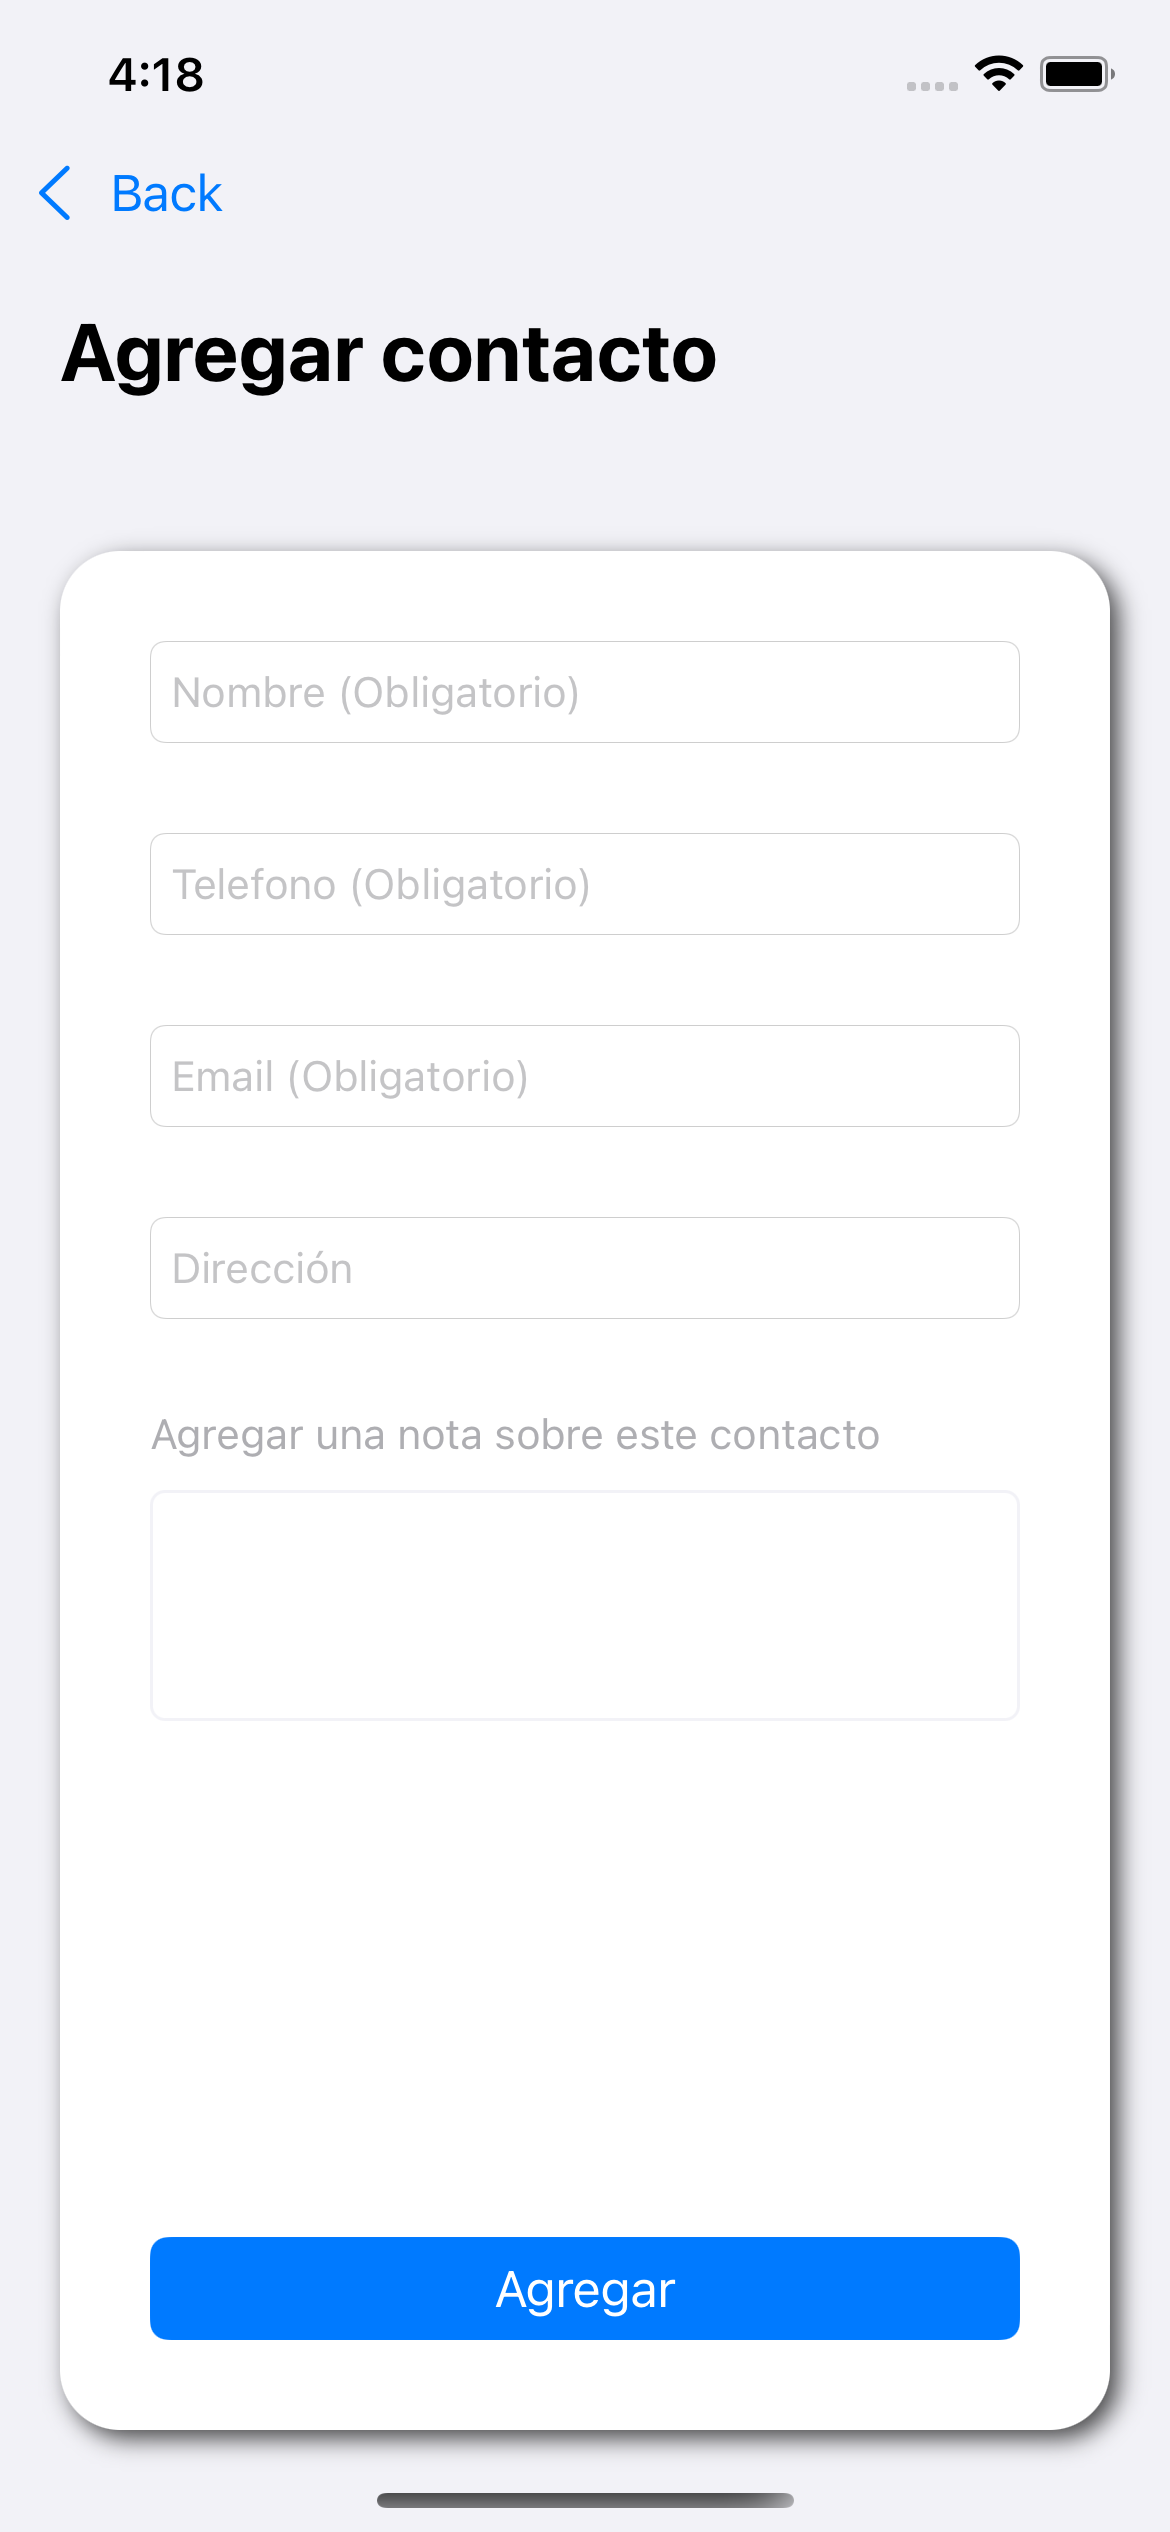 4:18
Back
Agregar contacto
Nombre (Obligatorio)
Telefono (Obligatorio)
Email (Obligatorio)
Dirección
Agregar una nota sobre este contacto
Agregar